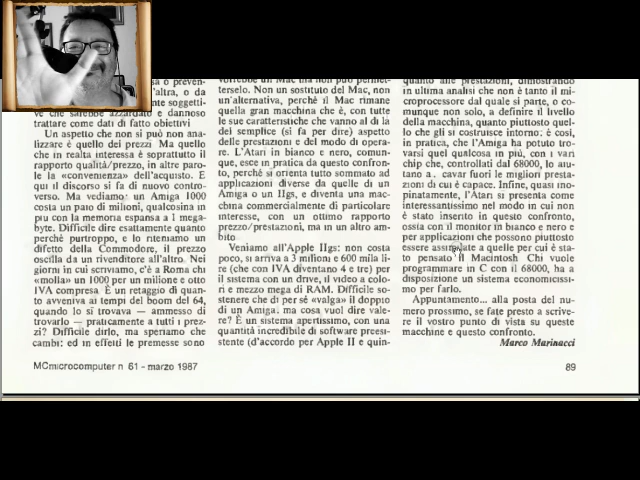 sa o preven-
l'altra, o da
nte soggetti-
ve che sarebbe azzardato e dannoso
trattare come dati di fatto obiettivi
Un aspetto che non si può non ana-
lizzare è quello dei prezzi Ma quello
che in realtà interessa è soprattutto il
rapporto qualità/prezzo, in altre paro-
le la «convenienza» dell'acquisto. E
qui il discorso si fa di nuovo contro-
verso. Ma vediamo: un Amiga 1000
costa un paio di milioni, qualcosina in
più con la memoria espansa a 1 mega-
byte. Difficile dire esattamente quanto
perché purtroppo, e lo riteniamo un
difetto della Commodore, il prezzo
oscilla da un rivenditore all'altro. Nei
giorni in cui scriviamo, c'è a Roma chi
«molla» un 1000 per un milione e otto
IVA compresa È un retaggio di quan-
to avveniva ai tempi del boom del 64,
quando lo si trovava — ammesso di
trovarlo — praticamente a tutti i prez-
zi? Difficile dirlo, ma speriamo che
cambi: ed in effetti le premesse sono
vorrebbe un Mac ma non può permet-
terselo. Non un sostituto del Mac, non
un'alternativa, perché il Mac rimane
quella gran macchina che è, con tutte
le sue caratteristiche che vanno al di là
del semplice (si fa per dire) aspetto
delle prestazioni e del modo di opera-
re. L'Atari in bianco e nero, comun-
que, esce in pratica da questo confron-
to, perché si orienta tutto sommato ad
applicazioni diverse da quelle di un
Amiga o un IIgs, e diventa una mac-
china commercialmente di particolare
interesse, con un ottimo rapporto
prezzo/prestazioni, ma in un altro am-
bito
Veniamo all'Apple IIgs: non costa
poco, si arriva a 3 milioni e 600 mila li-
re (che con IVA diventano 4 e tre) per
il sistema con un drive, il video a colo-
ri e mezzo mega di RAM. Difficile so-
stenere che di per sé «valga» il doppio
di un Amiga: ma cosa vuol dire vale-
re? È un sistema apertissimo, con una
quantità incredibile di software preesi-
stente (d'accordo per Apple II e quin-
quanto alle prestazioni, dimostrando
in ultima analisi che non è tanto il mi-
croprocessore dal quale si parte, o co-
munque non solo, a definire il livello
della macchina, quanto piuttosto quel-
lo che gli si costruisce intorno: è così,
in pratica, che l'Amiga ha potuto tro-
varsi quel qualcosa in più, con i vari
chip che, controllati dal 68000, lo aiu-
tano a cavar fuori le migliori presta-
zioni di cui è capace. Infine, quasi ino-
pinatamente, l'Atari si presenta come
interessantissimo nel modo in cui non
è stato inserito in questo confronto,
ossia con il monitor in bianco e nero e
per applicazioni che possono piuttosto
essere assimilate a quelle per cui è sta-
to pensato il Macintosh Chi vuole
programmare in C con il 68000, ha a
disposizione un sistema economicissi-
mo per farlo.
Appuntamento... alla posta del nu-
mero prossimo, se fate presto a scrive-
re il vostro punto di vista su queste
macchine e questo confronto.
Marco Marinacci
MCmicrocomputer n 61 - marzo 1987
89